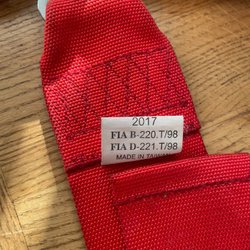 2017
FIA B-220.T/98
FIA D-221.T/98
MADE IN TAIWAN